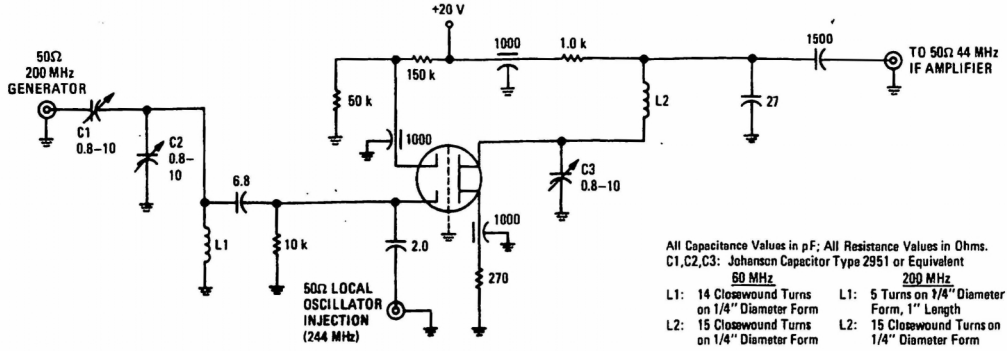 +20 V
50Ω
200 MHz
GENERATOR
C1
0.8–10
C2
0.8–
10
50 k
150 k
1000
1.0 k
1500
TO 50Ω 44 MHz
IF AMPLIFIER
L2
27
1000
C3
0.8–10
6.8
L1
10 k
2.0
1000
270
50Ω LOCAL
OSCILLATOR
INJECTION
(244 MHz)
All Capacitance Values in pF; All Resistance Values in Ohms.
C1,C2,C3: Johanson Capacitor Type 2951 or Equivalent
60 MHz 200 MHz
L1: 14 Closewound Turns L1: 5 Turns on 1/4" Diameter
on 1/4" Diameter Form Form, 1" Length
L2: 15 Closewound Turns L2: 15 Closewound Turns on
on 1/4" Diameter Form 1/4" Diameter Form